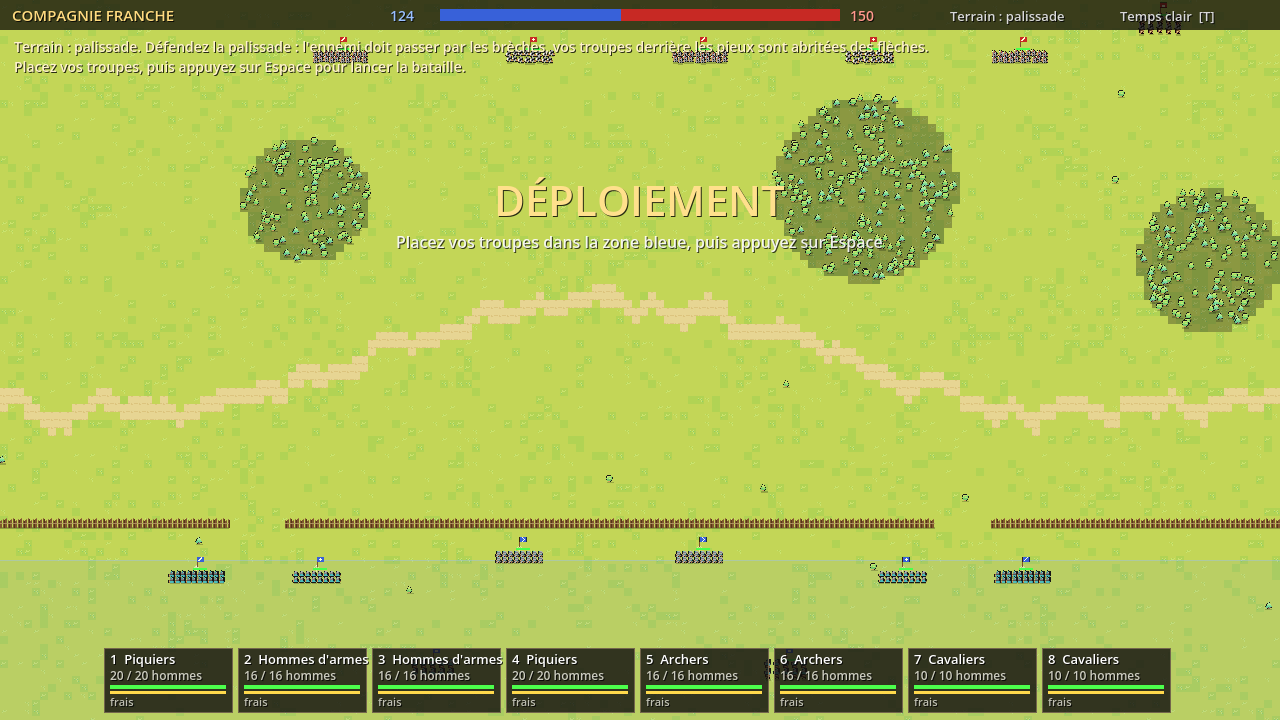 COMPAGNIE FRANCHE
124
150
Terrain : palissade
Temps clair [T]
Terrain : palissade. Défendez la palissade : l'ennemi doit passer par les brèches, vos troupes derrière les pieux sont abritées des flèches.
Placez vos troupes, puis appuyez sur Espace pour lancer la bataille.
DÉPLOIEMENT
Placez vos troupes dans la zone bleue, puis appuyez sur Espace
1 Piquiers
20 / 20 hommes
frais
2 Hommes d'armes
16 / 16 hommes
frais
3 Hommes d'armes
16 / 16 hommes
frais
4 Piquiers
20 / 20 hommes
frais
5 Archers
16 / 16 hommes
frais
6 Archers
16 / 16 hommes
frais
7 Cavaliers
10 / 10 hommes
frais
8 Cavaliers
10 / 10 hommes
frais